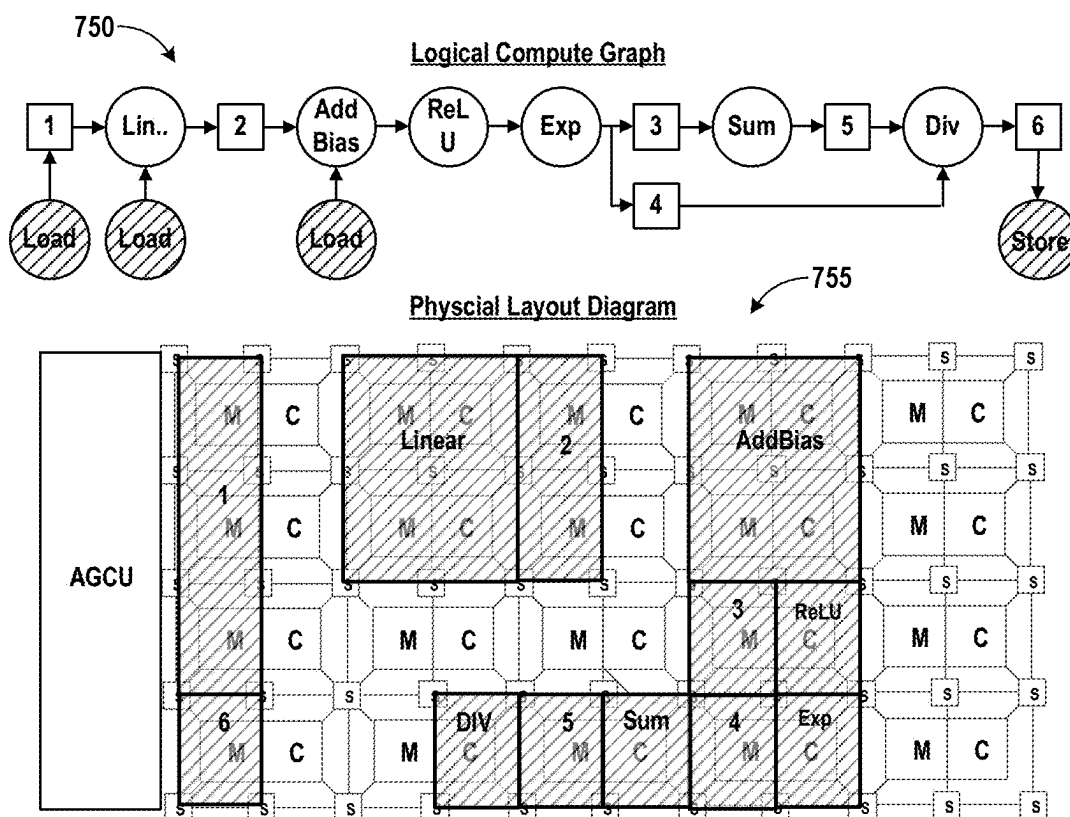 750
Logical Compute Graph
1 Lin.. 2 Add Bias ReL U Exp 3 Sum 5 Div 6
4
Load Load Load Store
755
Physcial Layout Diagram
S S S S S S S S S S
M C M C M C M C M C
Linear 2 AddBias
S S S S S S S S S S
1
M C M C M C M C M C
AGCU
S S S S S S S S S S
3 ReLU
M C M C M C M C M C
S S S S S S S S S S
6 DIV 5 Sum 4 Exp
M C M C M C M C M C
S S S S S S S S S S